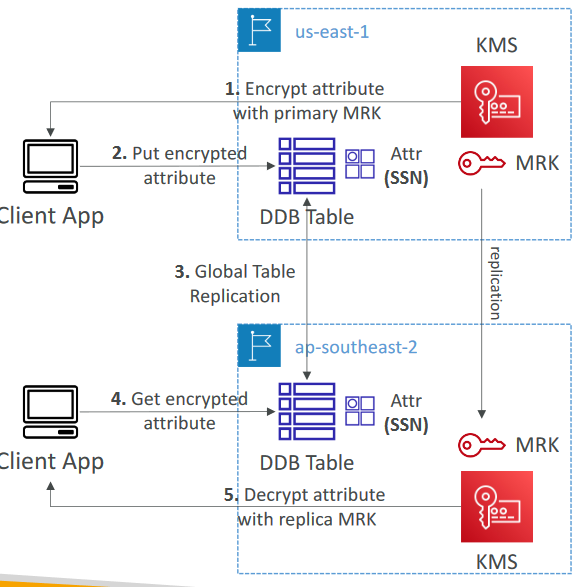 us-east-1
KMS
1. Encrypt attribute
with primary MRK
2. Put encrypted
attribute
Attr
(SSN)
MRK
Client App
DDB Table
3. Global Table
Replication
replication
ap-southeast-2
4. Get encrypted
attribute
Attr
(SSN)
MRK
Client App
DDB Table
5. Decrypt attribute
with replica MRK
KMS